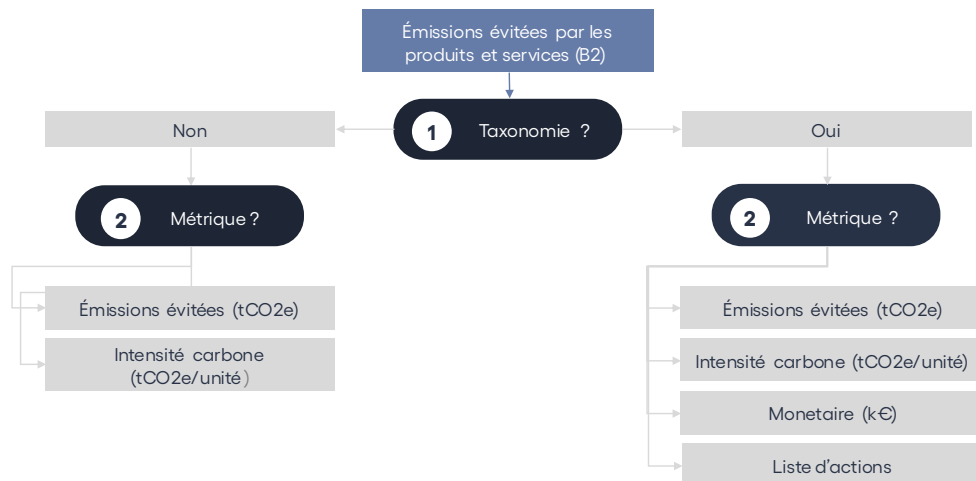 Émissions évitées par les
produits et services (B2)
1 Taxonomie ?
Non
Oui
2 Métrique ?
2 Métrique ?
Émissions évitées (tCO2e)
Intensité carbone
(tCO2e/unité)
Émissions évitées (tCO2e)
Intensité carbone (tCO2e/unité)
Monetaire (k€)
Liste d'actions